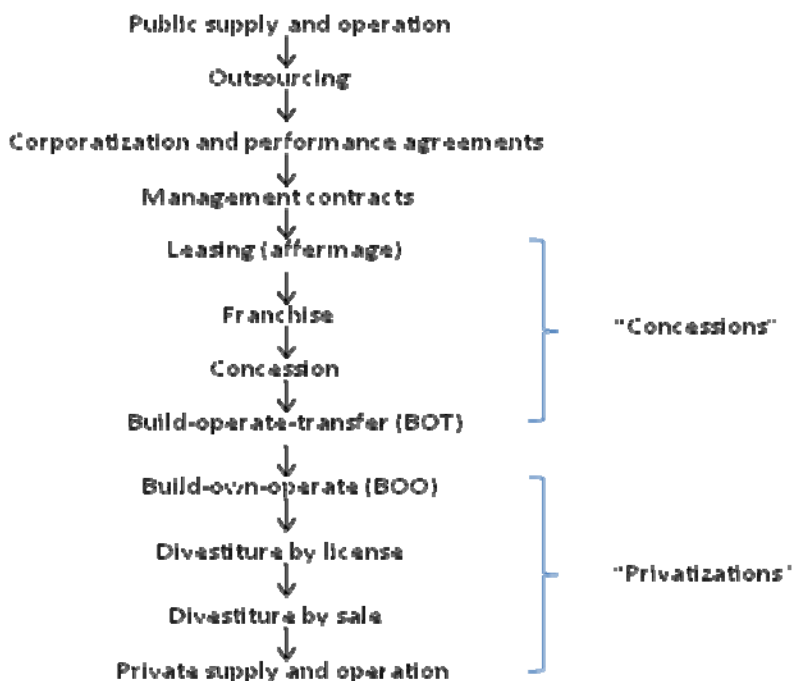 Public supply and operation
Outsourcing
Corporatization and performance agreements
Management contracts
Leasing (affermage)
Franchise
"Concessions"
Concession
Build-operate-transfer (BOT)
Build-own-operate (BOO)
Divestiture by license
"Privatizations"
Divestiture by sale
Private supply and operation